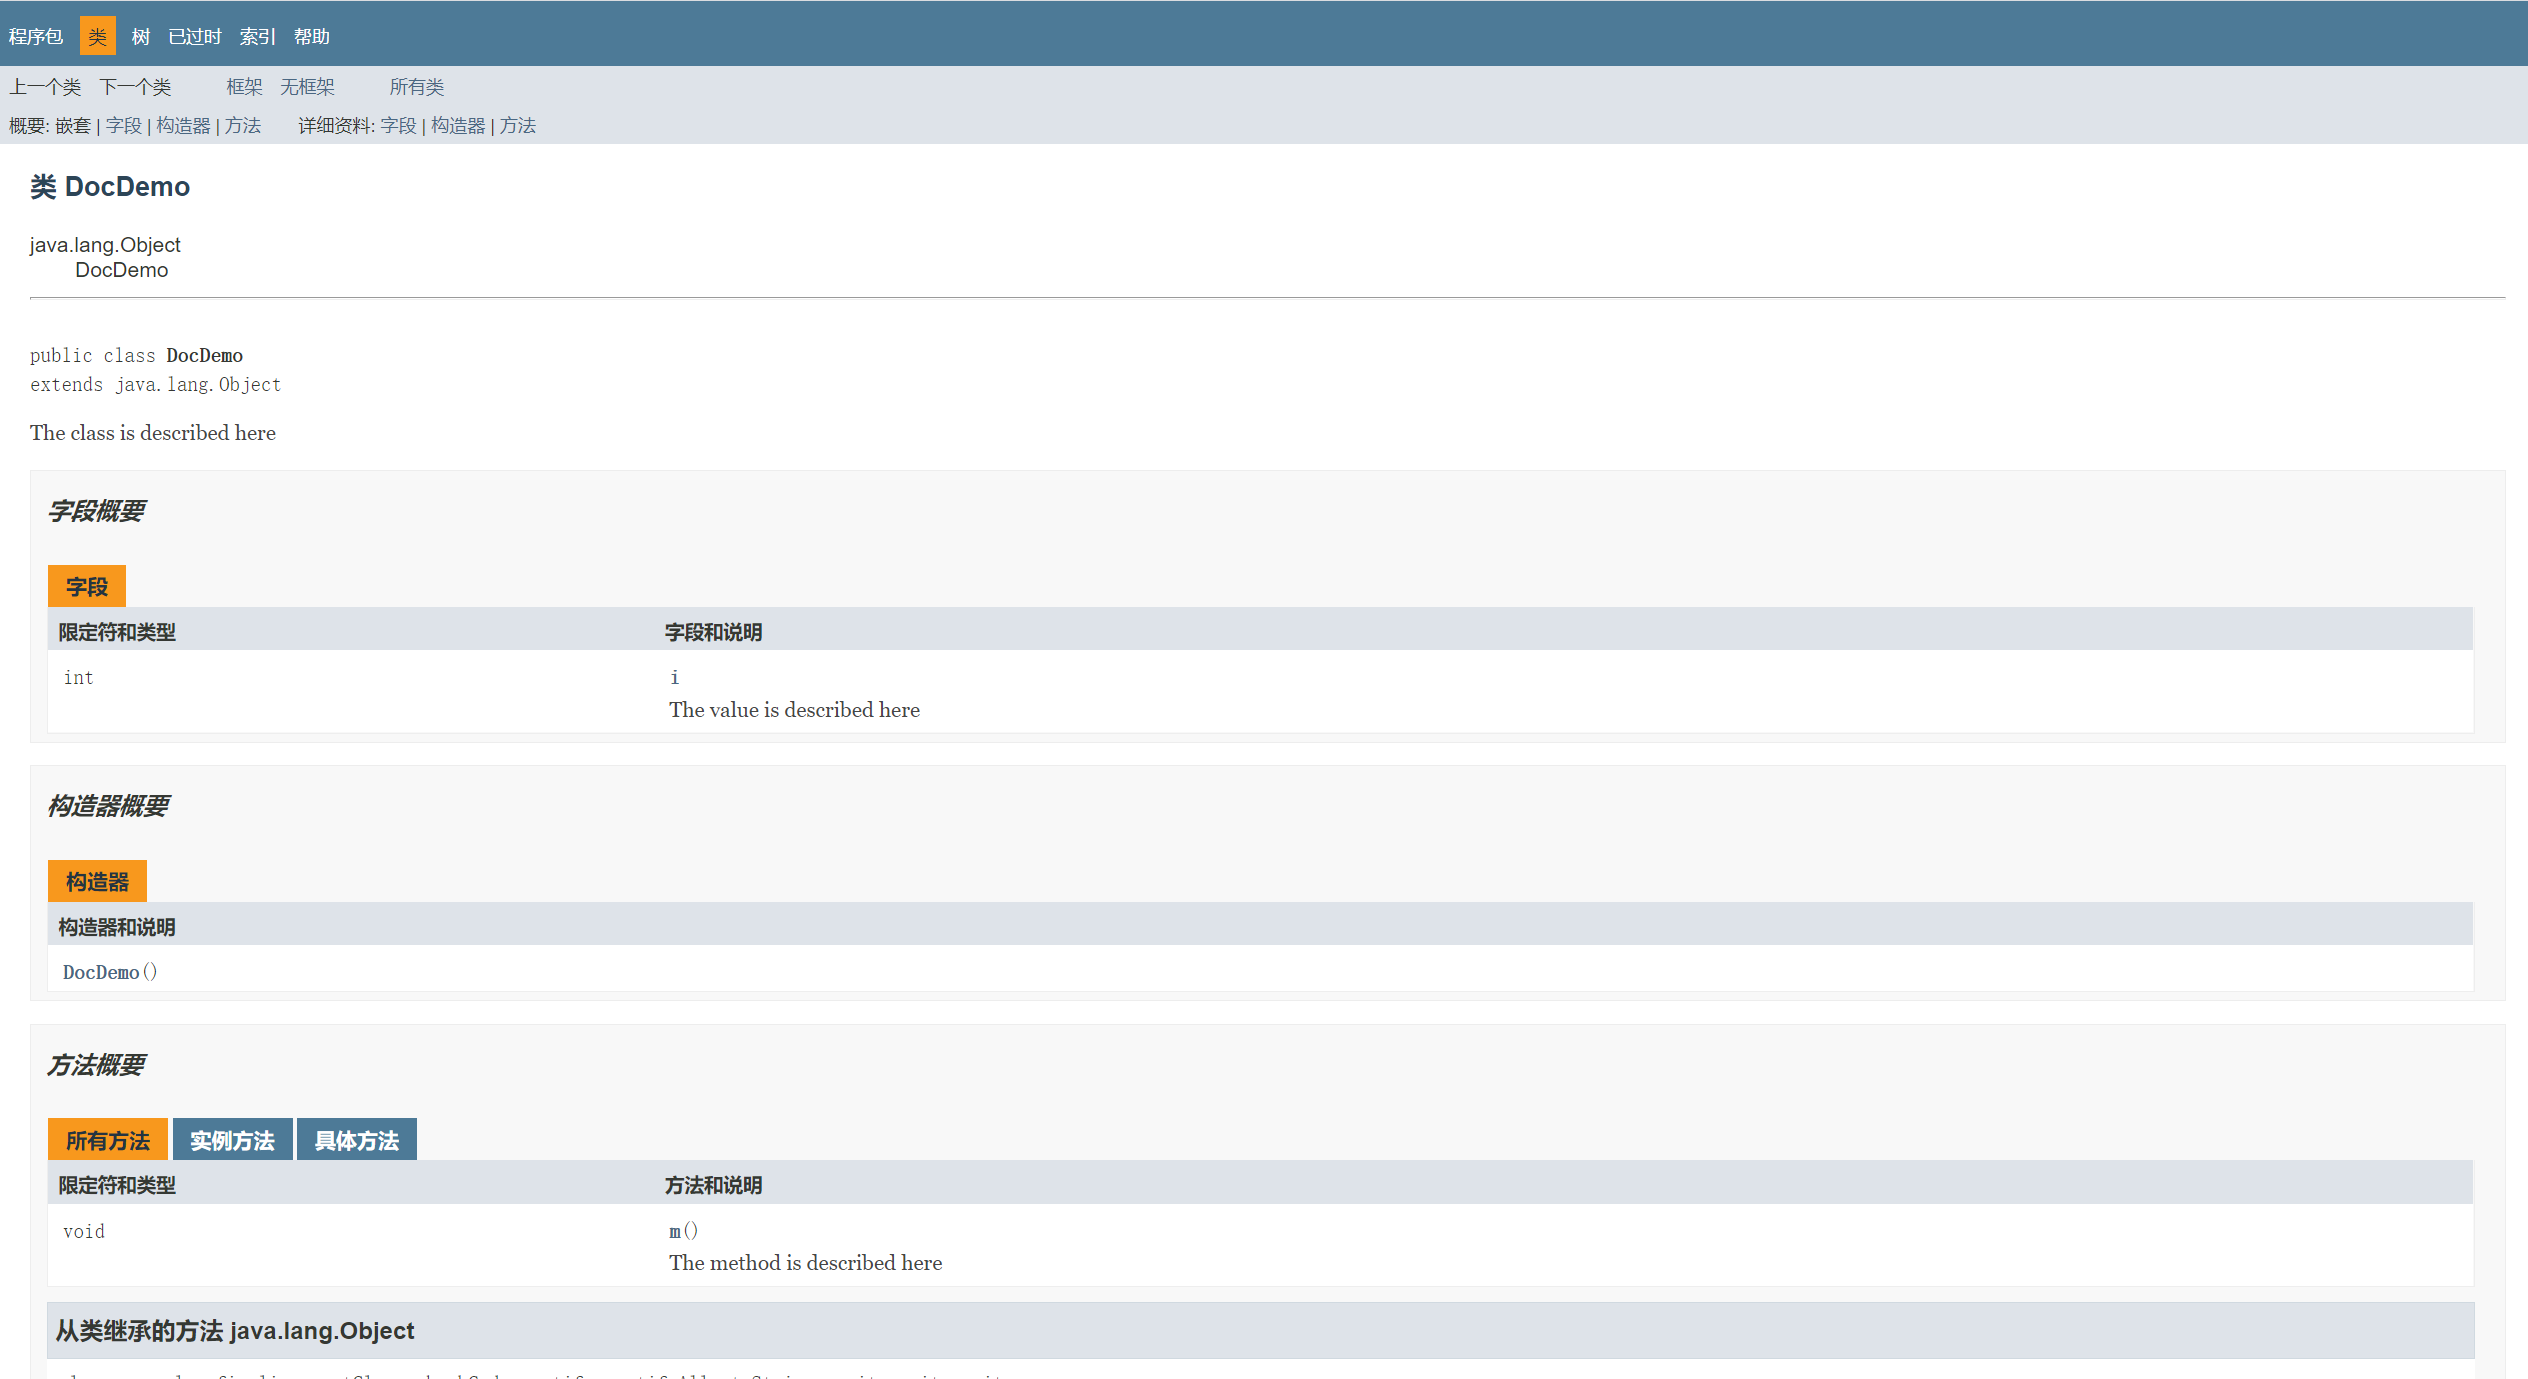 程序包 类 树 已过时 索引 帮助
上一个类 下一个类 框架 无框架 所有类
概要: 嵌套 | 字段 | 构造器 | 方法 详细资料: 字段 | 构造器 | 方法
类 DocDemo
java.lang.Object
DocDemo
public class DocDemo
extends java.lang.Object
The class is described here
字段概要
字段
限定符和类型 字段和说明
int i
The value is described here
构造器概要
构造器
构造器和说明
DocDemo()
方法概要
所有方法 实例方法 具体方法
限定符和类型 方法和说明
void m()
The method is described here
从类继承的方法 java.lang.Object